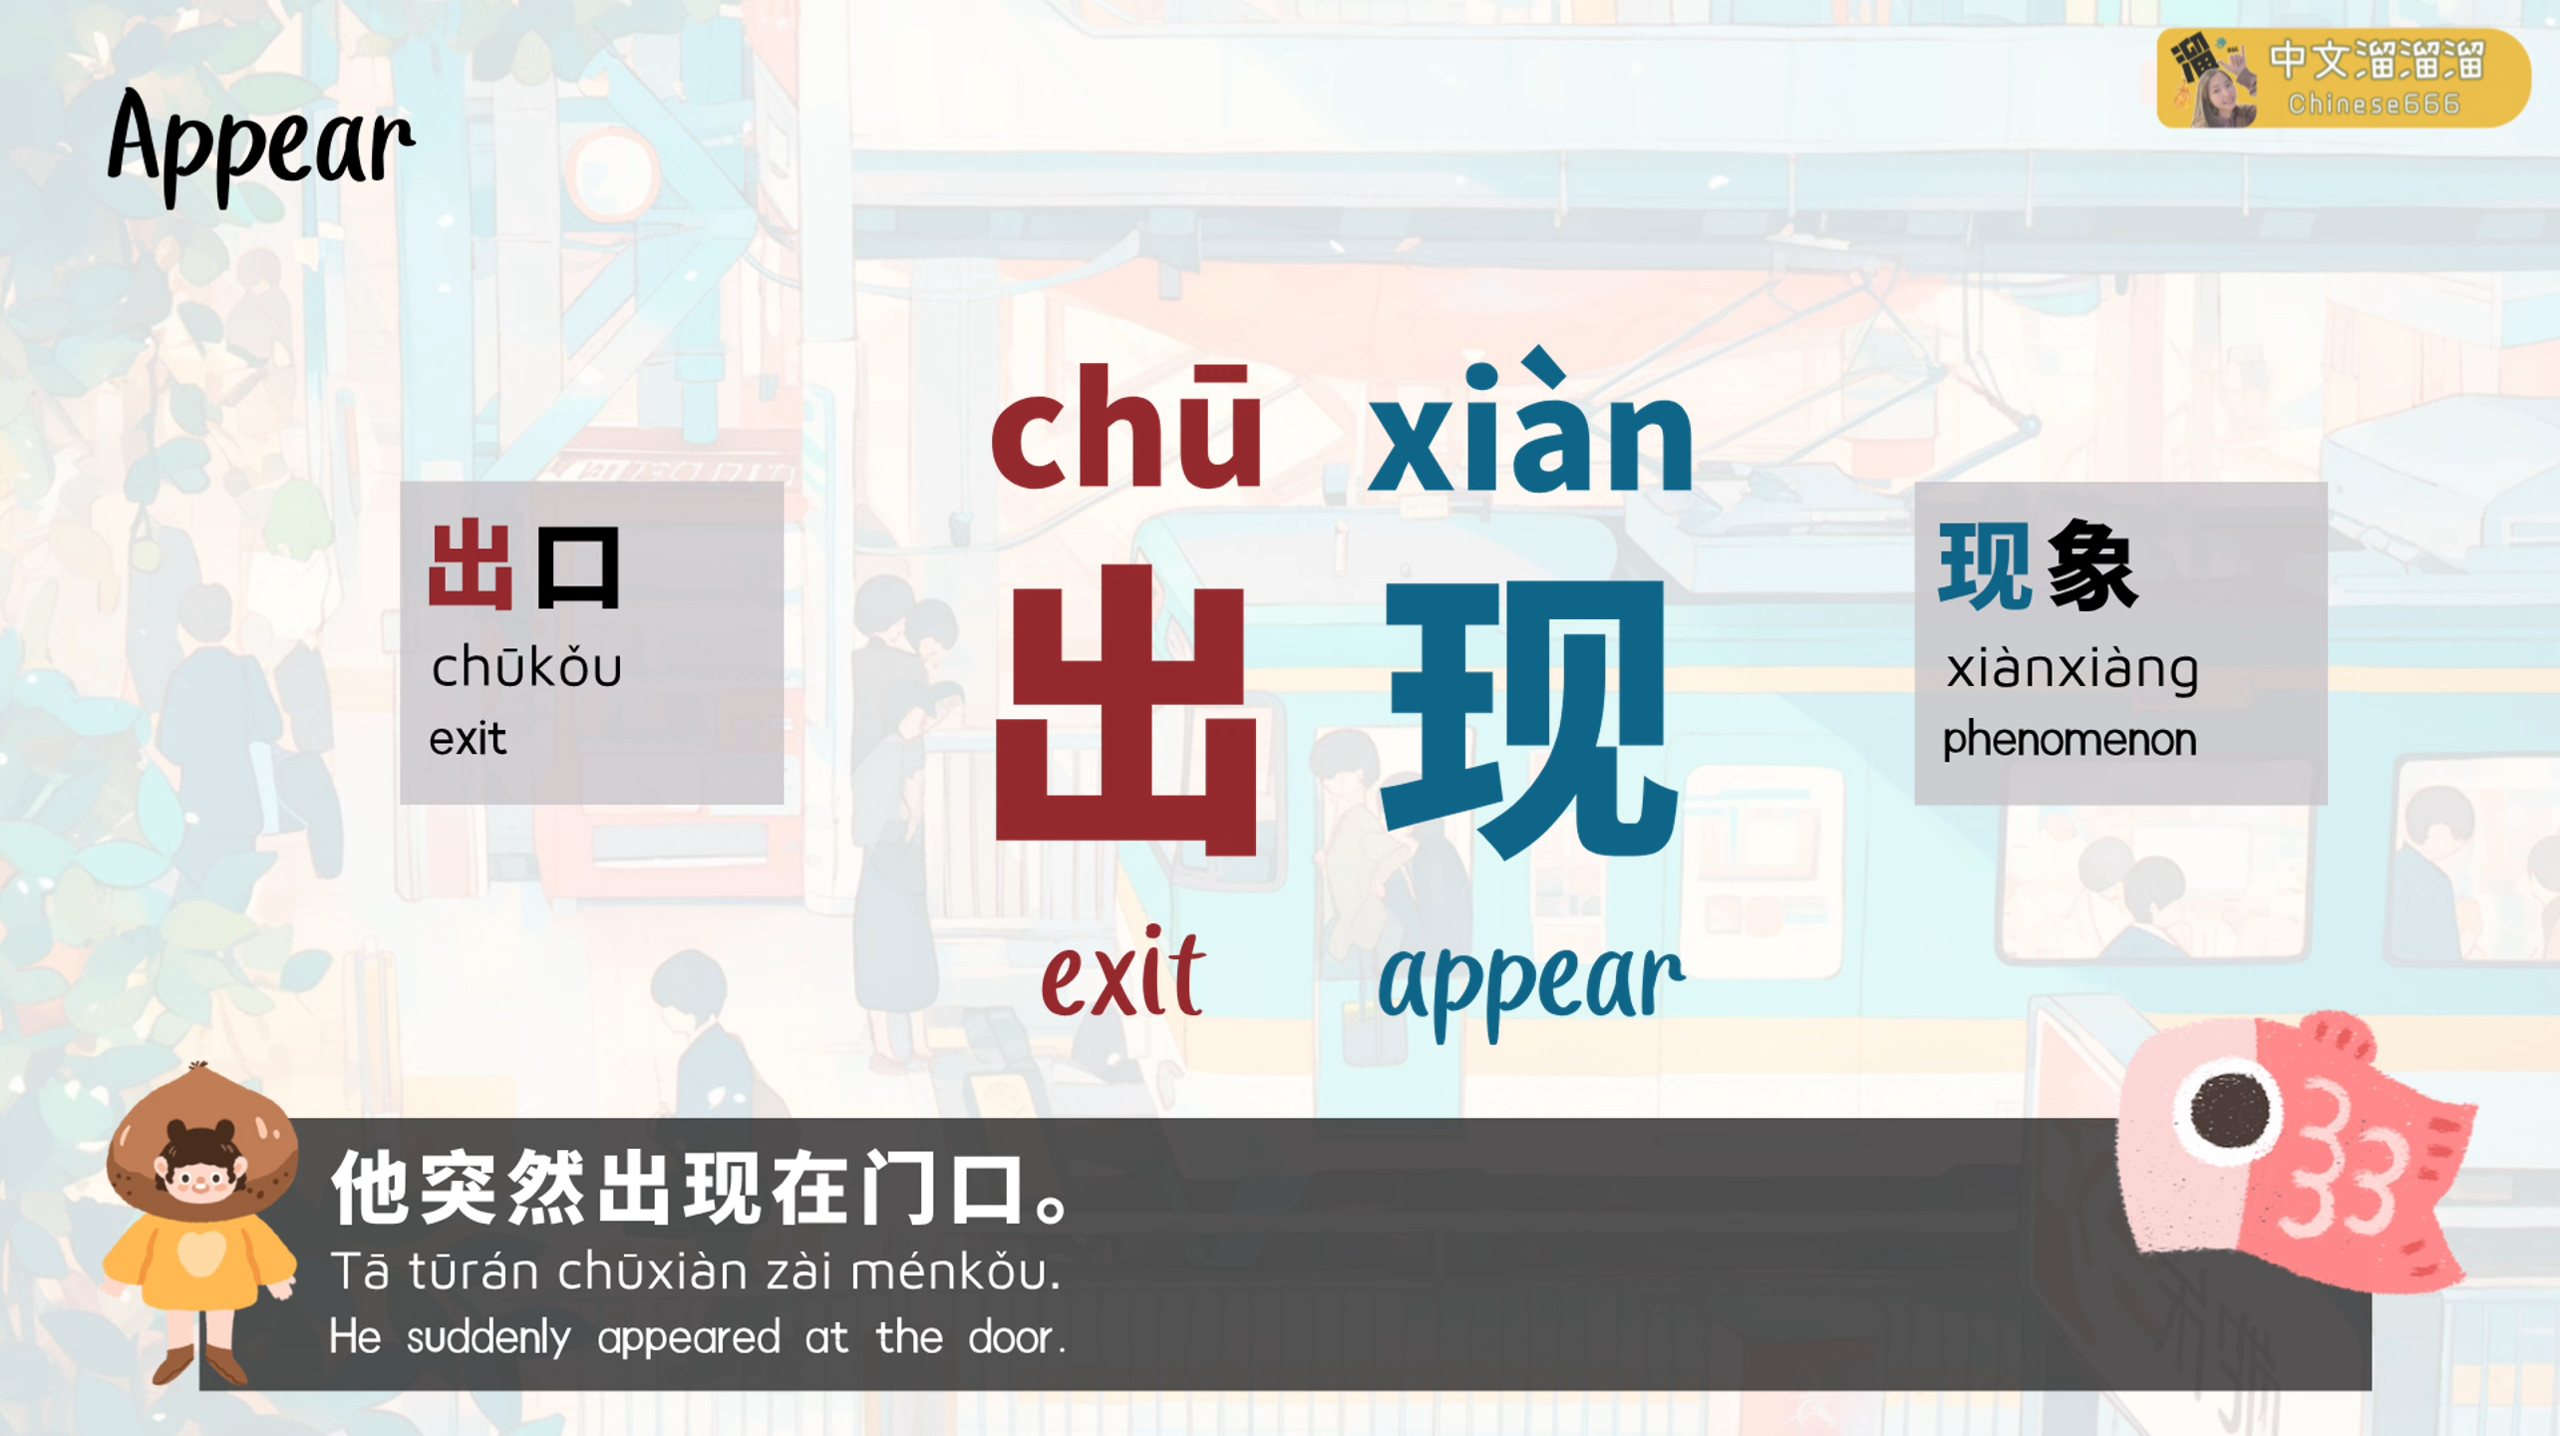 Appear
中文溜溜溜
Chinese666
chū xiàn
出现
exit appear
出口
chūkǒu
exit
现象
xiànxiàng
phenomenon
他突然出现在门口。
Tā tūrán chūxiàn zài ménkǒu.
He suddenly appeared at the door.